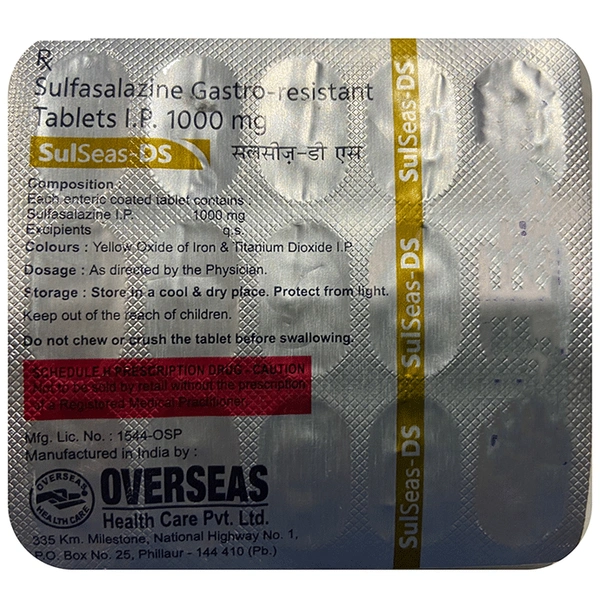 Rx
Sulfasalazine Gastro-resistant
Tablets I.P. 1000 mg
SulSeas-DS
सलसीज़-डी एस
Composition :
Each enteric coated tablet contains
Sulfasalazine I.P. 1000 mg
Excipients q.s.
Colours : Yellow Oxide of Iron & Titanium Dioxide I.P.
Dosage : As directed by the Physician.
Storage : Store in a cool & dry place. Protect from light.
Keep out of the reach of children.
Do not chew or crush the tablet before swallowing.
SCHEDULE H PRESCRIPTION DRUG - CAUTION
Not to be sold by retail without the prescription
of a Registered Medical Practitioner.
Mfg. Lic. No. : 1544-OSP
Manufactured in India by :
OVERSEAS
HEALTH CARE
OVERSEAS
Health Care Pvt. Ltd.
335 Km. Milestone, National Highway No. 1,
P.O. Box No. 25, Phillaur - 144 410 (Pb.)
SulSeas-DS
SulSeas-DS
SulSeas-DS